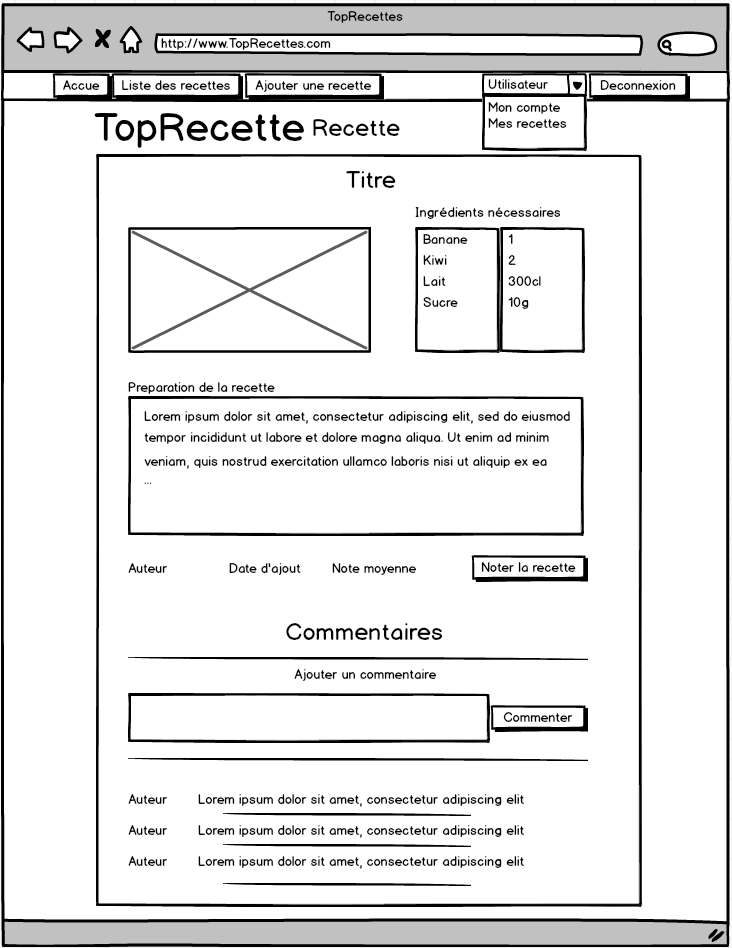 TopRecettes
http://www.TopRecettes.com
Accue Liste des recettes Ajouter une recette Utilisateur Deconnexion
Mon compte
Mes recettes
TopRecette Recette
Titre
Ingrédients nécessaires
Banane 1
Kiwi 2
Lait 300cl
Sucre 10g
Preparation de la recette
Lorem ipsum dolor sit amet, consectetur adipiscing elit, sed do eiusmod
tempor incididunt ut labore et dolore magna aliqua. Ut enim ad minim
veniam, quis nostrud exercitation ullamco laboris nisi ut aliquip ex ea
...
Auteur Date d'ajout Note moyenne Noter la recette
Commentaires
Ajouter un commentaire
Commenter
Auteur Lorem ipsum dolor sit amet, consectetur adipiscing elit
Auteur Lorem ipsum dolor sit amet, consectetur adipiscing elit
Auteur Lorem ipsum dolor sit amet, consectetur adipiscing elit